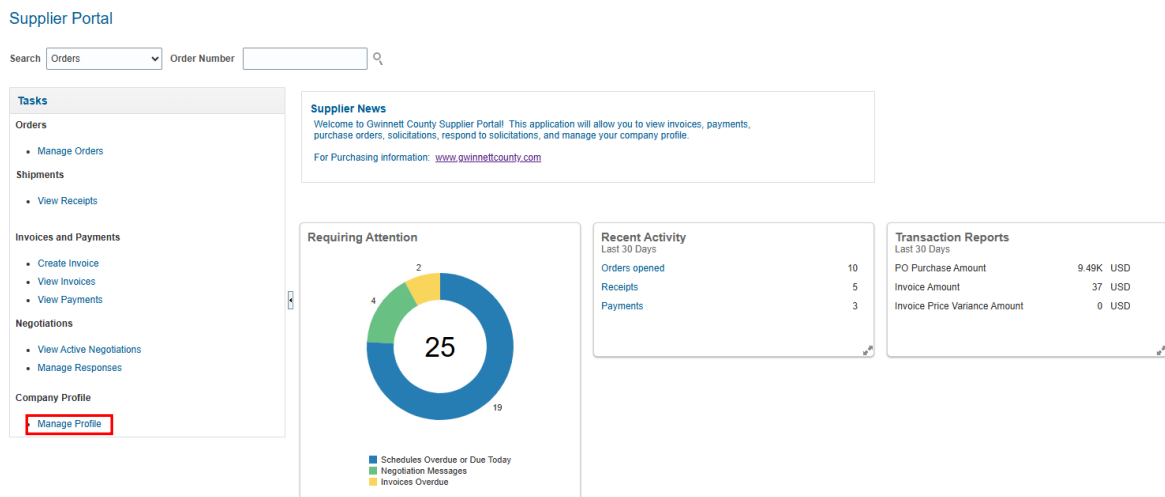 Supplier Portal
Search Orders Order Number
Tasks
Orders
Manage Orders
Shipments
View Receipts
Invoices and Payments
Create Invoice
View Invoices
View Payments
Negotiations
View Active Negotiations
Manage Responses
Company Profile
Manage Profile
Supplier News
Welcome to Gwinnett County Supplier Portal! This application will allow you to view invoices, payments,
purchase orders, solicitations, respond to solicitations, and manage your company profile.
For Purchasing information: www.gwinnettcounty.com
Requiring Attention
2
4
25
19
Schedules Overdue or Due Today
Negotiation Messages
Invoices Overdue
Recent Activity
Last 30 Days
Orders opened 10
Receipts 5
Payments 3
Transaction Reports
Last 30 Days
PO Purchase Amount 9.49K USD
Invoice Amount 37 USD
Invoice Price Variance Amount 0 USD